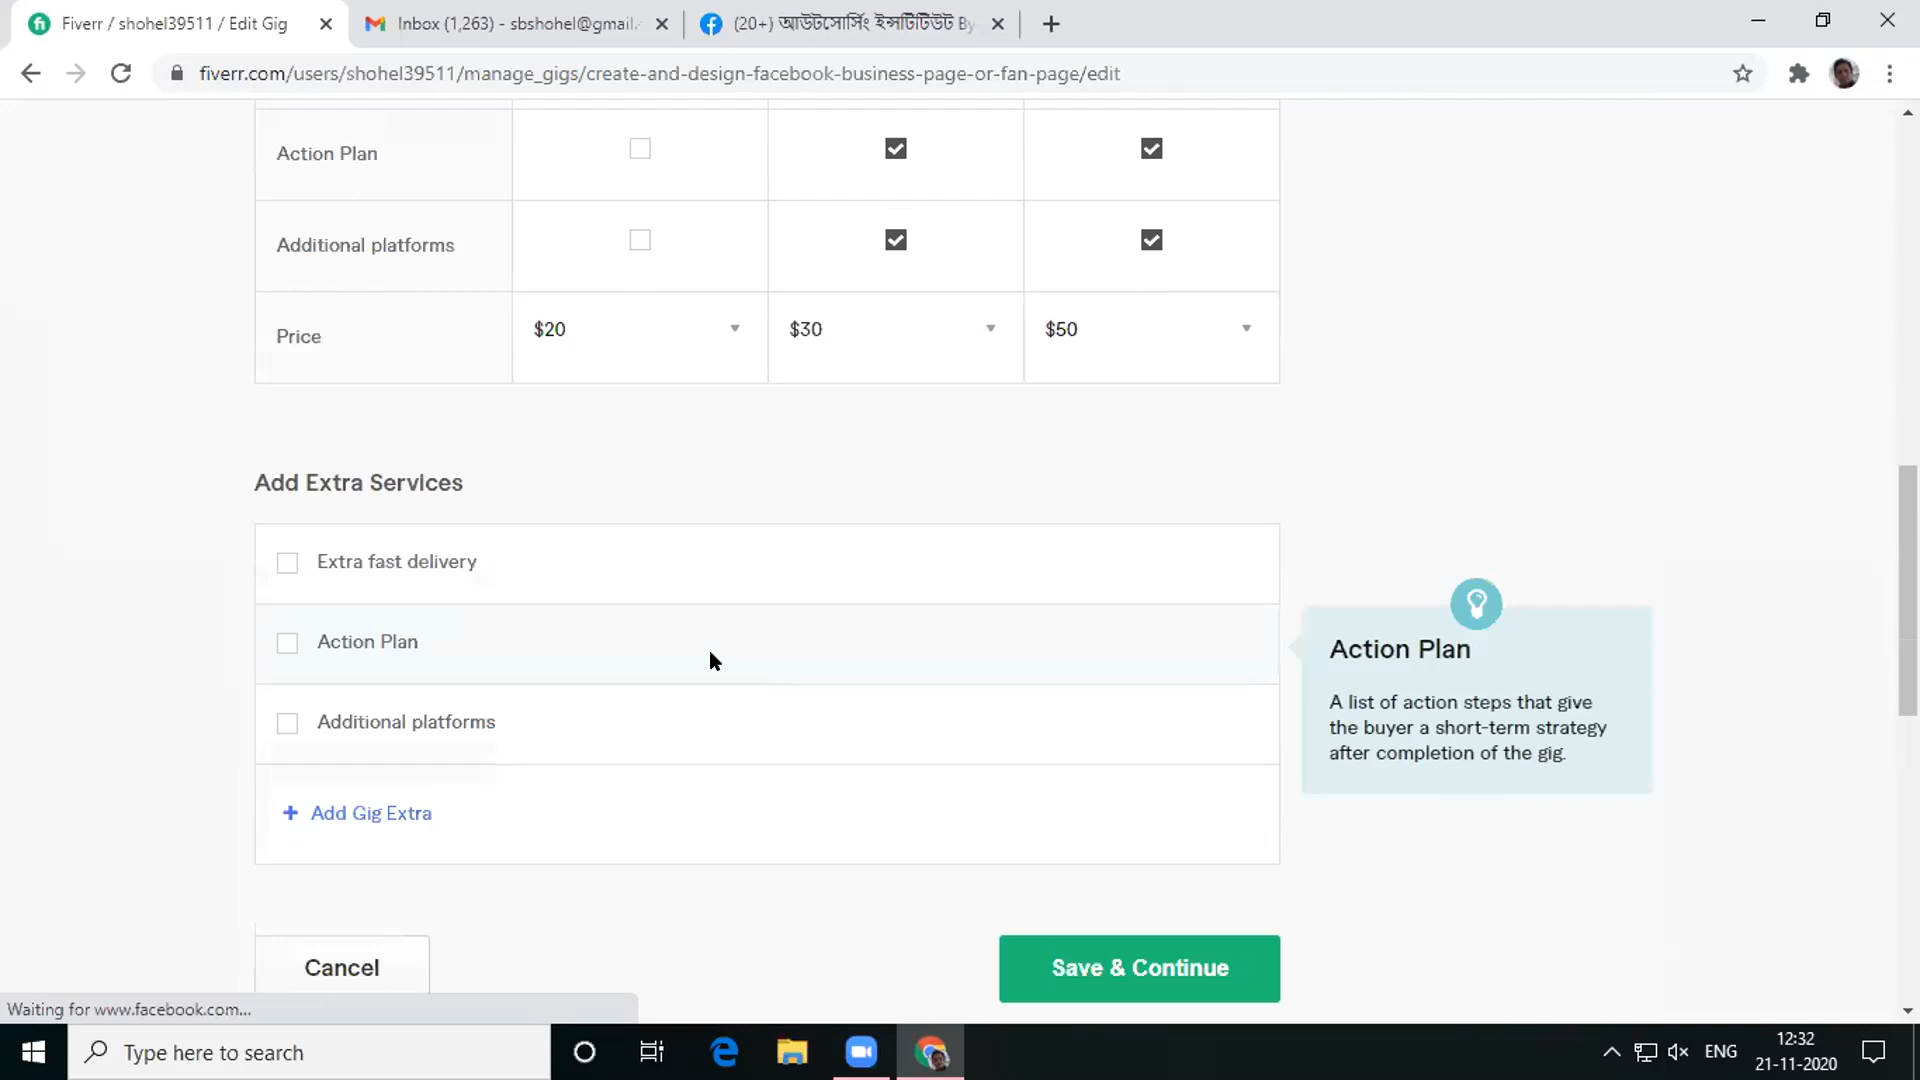 Fiverr / shohel39511 / Edit Gig
Inbox (1,263) - sbshohel@gmail.
(20+) আউটসোর্সিং ইন্সটিটিউট By
fiverr.com/users/shohel39511/manage_gigs/create-and-design-facebook-business-page-or-fan-page/edit
Action Plan
Additional platforms
Price
$20
$30
$50
Add Extra Services
Extra fast delivery
Action Plan
Additional platforms
+ Add Gig Extra
Action Plan
A list of action steps that give
the buyer a short-term strategy
after completion of the gig.
Cancel
Save & Continue
Waiting for www.facebook.com...
Type here to search
ENG
12:32
21-11-2020